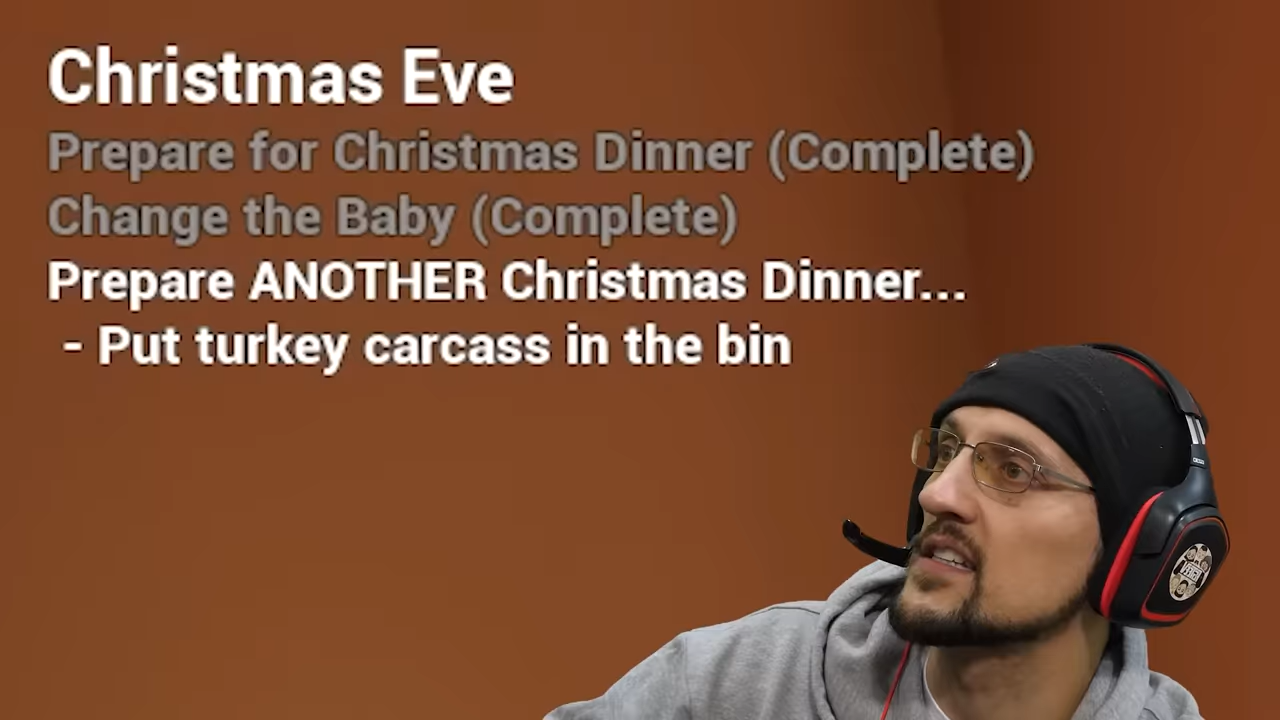 Christmas Eve
Prepare for Christmas Dinner (Complete)
Change the Baby (Complete)
Prepare ANOTHER Christmas Dinner...
- Put turkey carcass in the bin